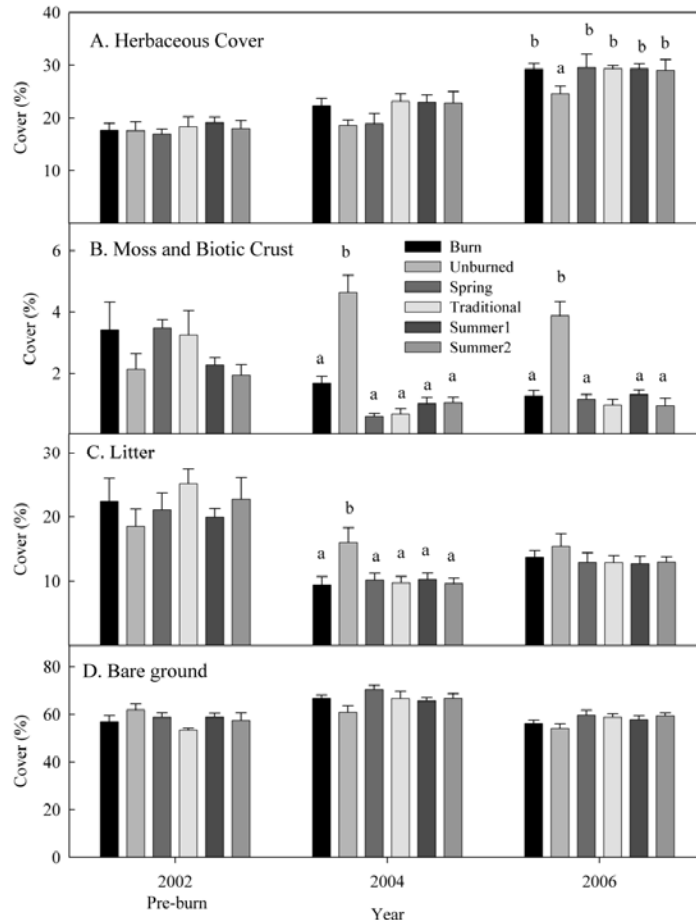 A. Herbaceous Cover
Cover (%)
40
30
20
10
b
a
b
b
b
b
B. Moss and Biotic Crust
Cover (%)
6
4
2
Burn
Unburned
Spring
Traditional
Summer1
Summer2
a
b
a
a
a
a
a
b
a
a
a
a
C. Litter
Cover (%)
30
20
10
a
b
a
a
a
a
D. Bare ground
Cover (%)
80
60
40
20
0
2002
2004
2006
Pre-burn
Year